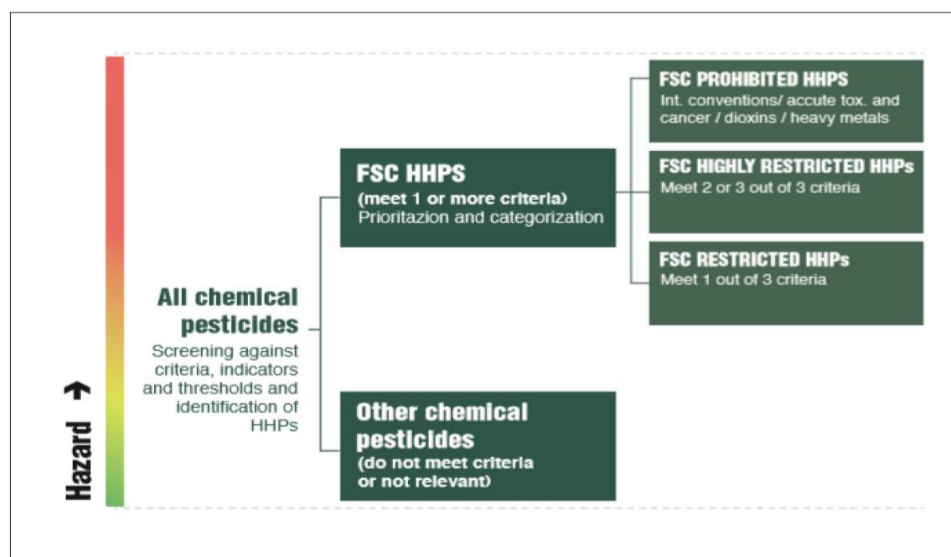 Hazard →
All chemical
pesticides
Screening against
criteria, indicators
and thresholds and
identification of
HHPs
FSC HHPS
(meet 1 or more criteria)
Prioritazion and categorization
Other chemical
pesticides
(do not meet criteria
or not relevant)
FSC PROHIBITED HHPS
Int. conventions/ accute tox. and
cancer / dioxins / heavy metals
FSC HIGHLY RESTRICTED HHPs
Meet 2 or 3 out of 3 criteria
FSC RESTRICTED HHPs
Meet 1 out of 3 criteria